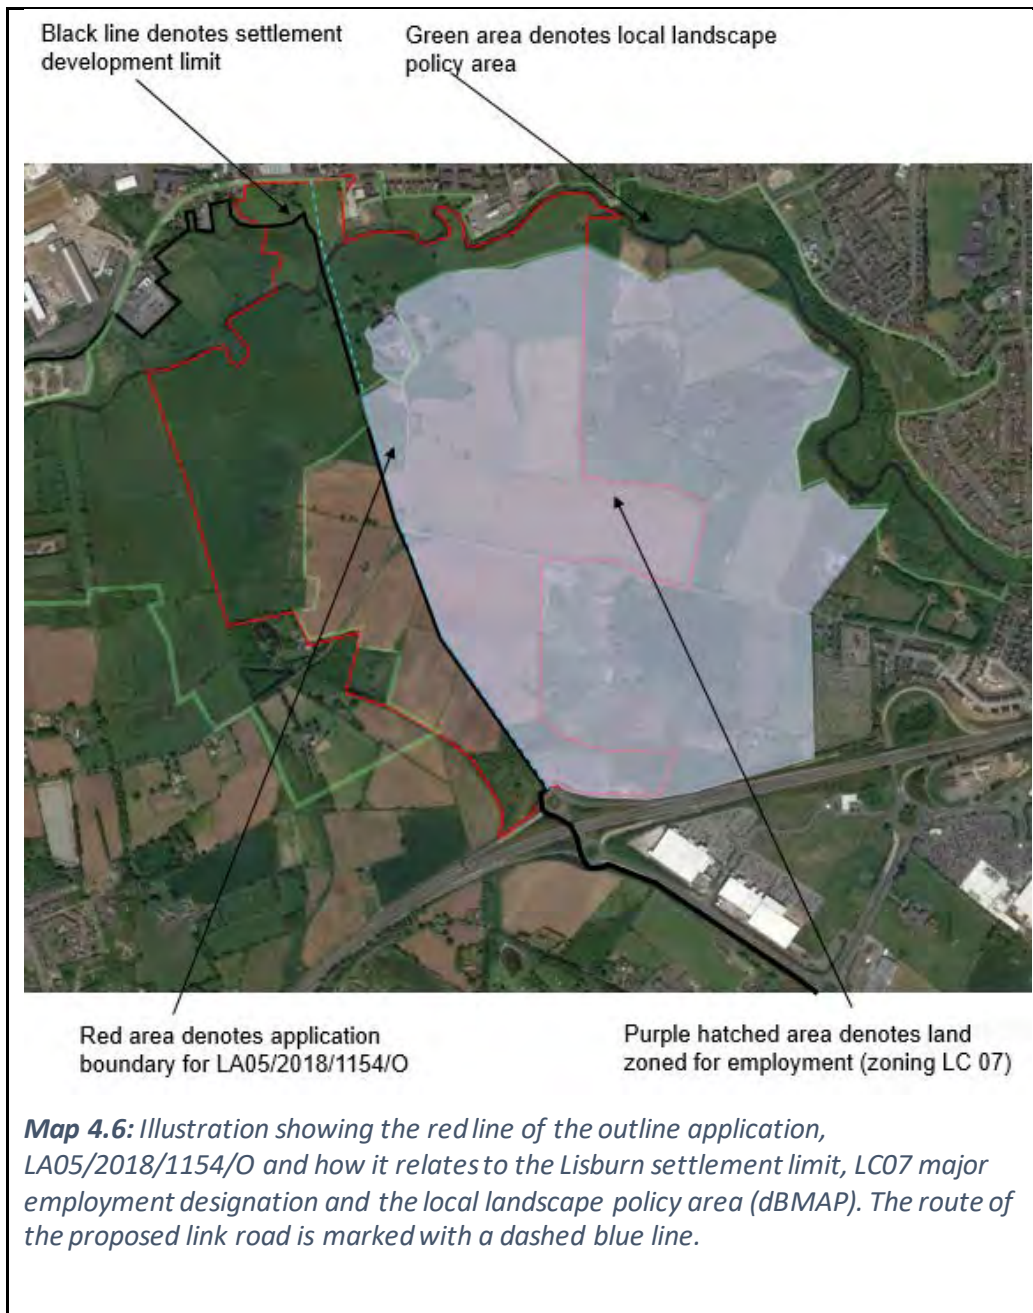 Black line denotes settlement
development limit
Green area denotes local landscape
policy area
Red area denotes application
boundary for LA05/2018/1154/O
Purple hatched area denotes land
zoned for employment (zoning LC 07)
Map 4.6: Illustration showing the red line of the outline application,
LA05/2018/1154/O and how it relates to the Lisburn settlement limit, LC07 major
employment designation and the local landscape policy area (dBMAP). The route of
the proposed link road is marked with a dashed blue line.